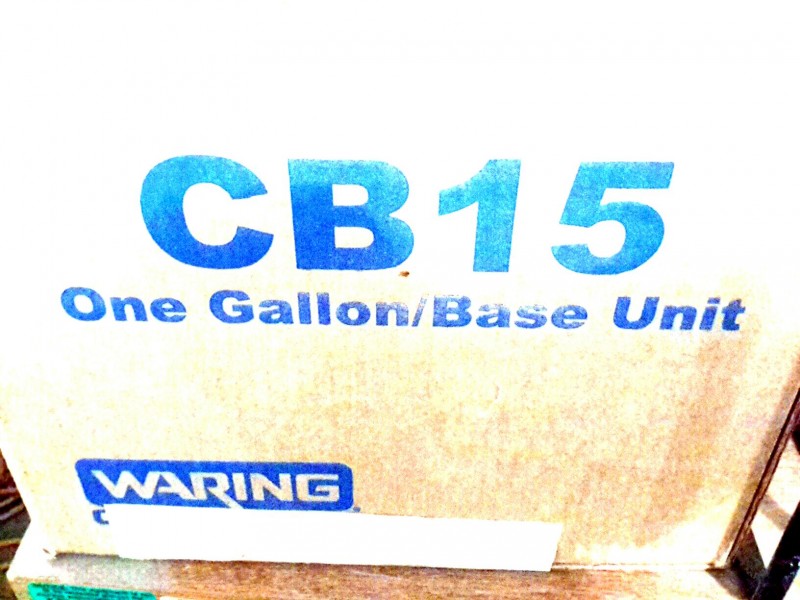 CB15
One Gallon/Base Unit
WARING
C